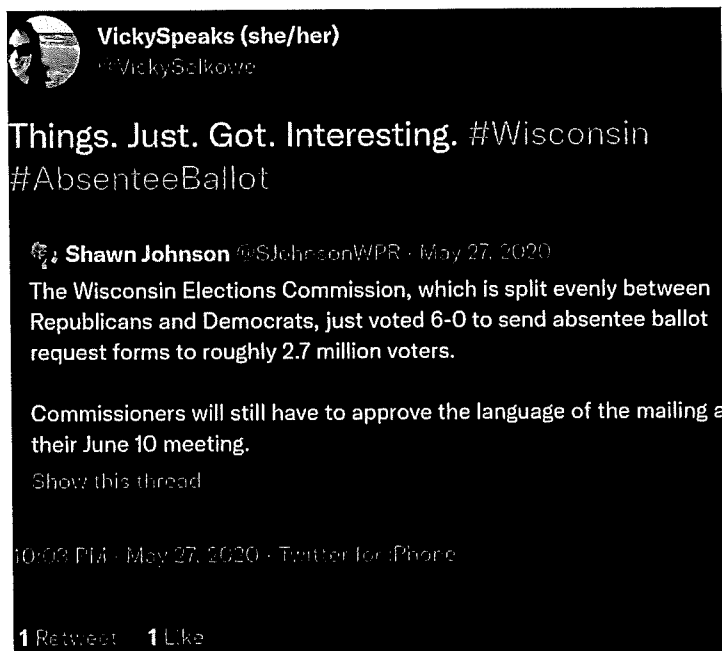 VickySpeaks (she/her)
@VickySelkowe
Things. Just. Got. Interesting. #Wisconsin
#AbsenteeBallot
Shawn Johnson @SJohnsonWPR · May 27, 2020
The Wisconsin Elections Commission, which is split evenly between
Republicans and Democrats, just voted 6-0 to send absentee ballot
request forms to roughly 2.7 million voters.
Commissioners will still have to approve the language of the mailing a
their June 10 meeting.
Show this thread
10:03 PM · May 27, 2020 · Twitter for iPhone
1 Retweet 1 Like